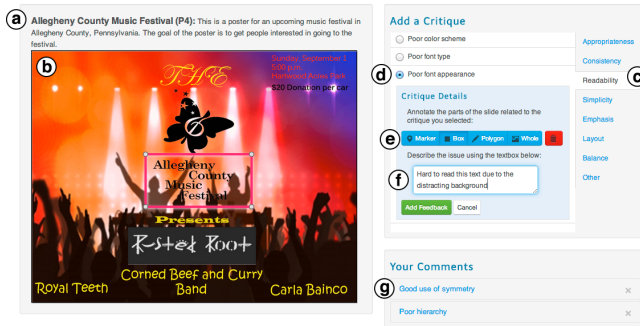 a
Allegheny County Music Festival (P4): This is a poster for an upcoming music festival in
Allegheny County, Pennsylvania. The goal of the poster is to get people interested in going to the
festival.
b
THE
Sunday, September 1
5:00 p.m.
Hartwood Acres Park
$20 Donation per car
Allegheny
County
Music
Festival
Presents
Rusted Root
Corned Beef and Curry
Band
Royal Teeth
Carla Bainco
Add a Critique
Poor color scheme
Poor font type
d
Poor font appearance
Critique Details
Annotate the parts of the slide related to the
critique you selected:
e
Marker Box Polygon Whole
Describe the issue using the textbox below:
f
Hard to read this text due to the
distracting background
Add Feedback Cancel
Appropriateness
Consistency
Readability
c
Simplicity
Emphasis
Layout
Balance
Other
Your Comments
g
Good use of symmetry
Poor hierarchy